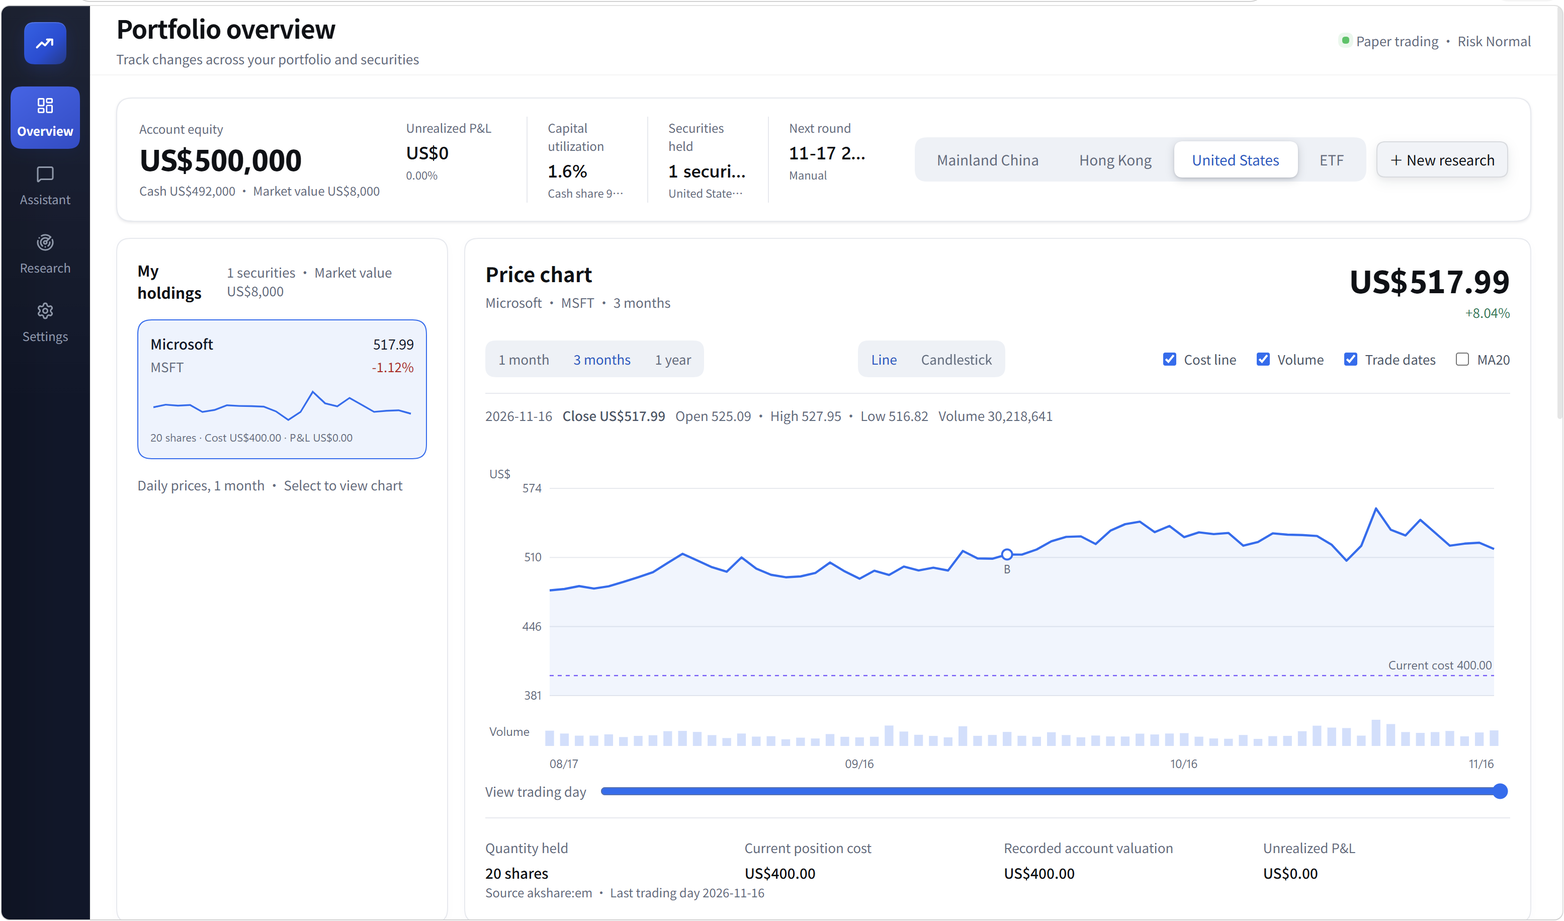 Portfolio overview
Track changes across your portfolio and securities
Paper trading • Risk Normal
Overview
Assistant
Research
Settings
Account equity
US$500,000
Cash US$492,000 • Market value US$8,000
Unrealized P&L
US$0
0.00%
Capital
utilization
1.6%
Cash share 9···
Securities
held
1 securi...
United State···
Next round
11-17 2...
Manual
Mainland China
Hong Kong
United States
ETF
+ New research
My
holdings
1 securities • Market value
US$8,000
Microsoft 517.99
MSFT -1.12%
20 shares · Cost US$400.00 · P&L US$0.00
Daily prices, 1 month • Select to view chart
Price chart
Microsoft • MSFT • 3 months
US$517.99
+8.04%
1 month 3 months 1 year
Line Candlestick
Cost line Volume Trade dates MA20
2026-11-16 Close US$517.99 Open 525.09 • High 527.95 • Low 516.82 Volume 30,218,641
US$
574
510
B
446
Current cost 400.00
381
Volume
08/17 09/16 10/16 11/16
View trading day
Quantity held
20 shares
Current position cost
US$400.00
Recorded account valuation
US$400.00
Unrealized P&L
US$0.00
Source akshare:em • Last trading day 2026-11-16